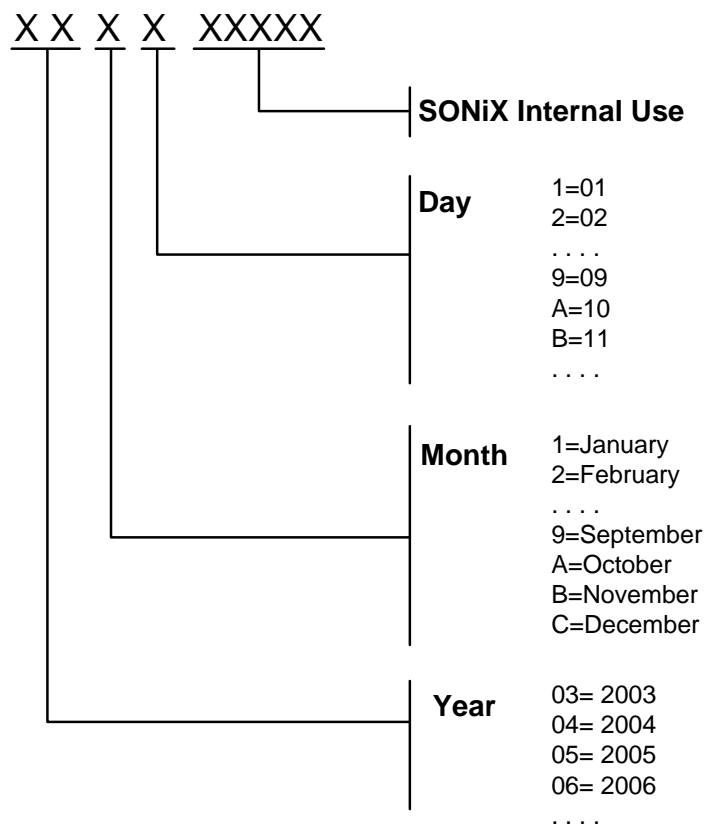 X X X X XXXXX
SONiX Internal Use
Day
1=01
2=02
. . . .
9=09
A=10
B=11
. . . .
Month
1=January
2=February
. . . .
9=September
A=October
B=November
C=December
Year
03= 2003
04= 2004
05= 2005
06= 2006
. . . .